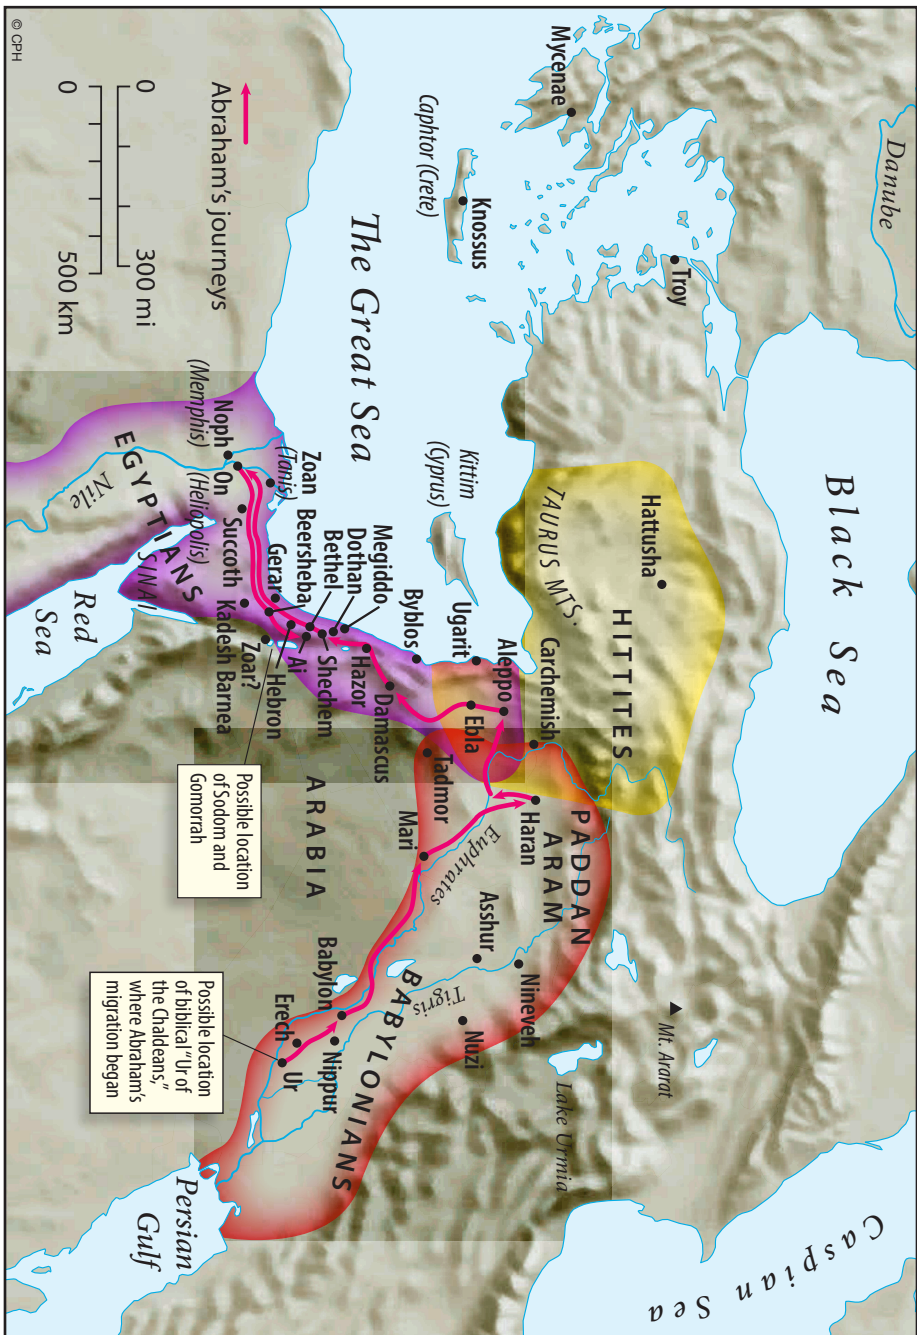 Danube
Black Sea
Caspian Sea
Mycenae
Troy
Hattusha
HITTITES
Mt. Ararat
Caphtor (Crete)
Knossus
TAURUS MTS.
Carchemish
PADDAN
ARAM
Haran
Nineveh
Lake Urmia
Kittim
(Cyprus)
Ugarit
Aleppo
Ebla
Asshur
Nuzi
Tigris
Euphrates
The Great Sea
Byblos
Tadmor
Mari
BABYLONIANS
Damascus
Hazor
Megiddo
Dothan
Bethel
Shechem
Ai
Beersheba
Gerar
Hebron
Zoar?
Kadesh Barnea
Zoan
(Tanis)
Succoth
On
(Heliopolis)
Noph
(Memphis)
EGYPTIANS
Nile
SINAI
Red
Sea
ARABIA
Babylon
Nippur
Erech
Ur
Persian
Gulf
Possible location
of Sodom and
Gomorrah
Possible location
of biblical "Ur of
the Chaldeans,"
where Abraham's
migration began
Abraham's journeys
0 300 mi
0 500 km
© CPH